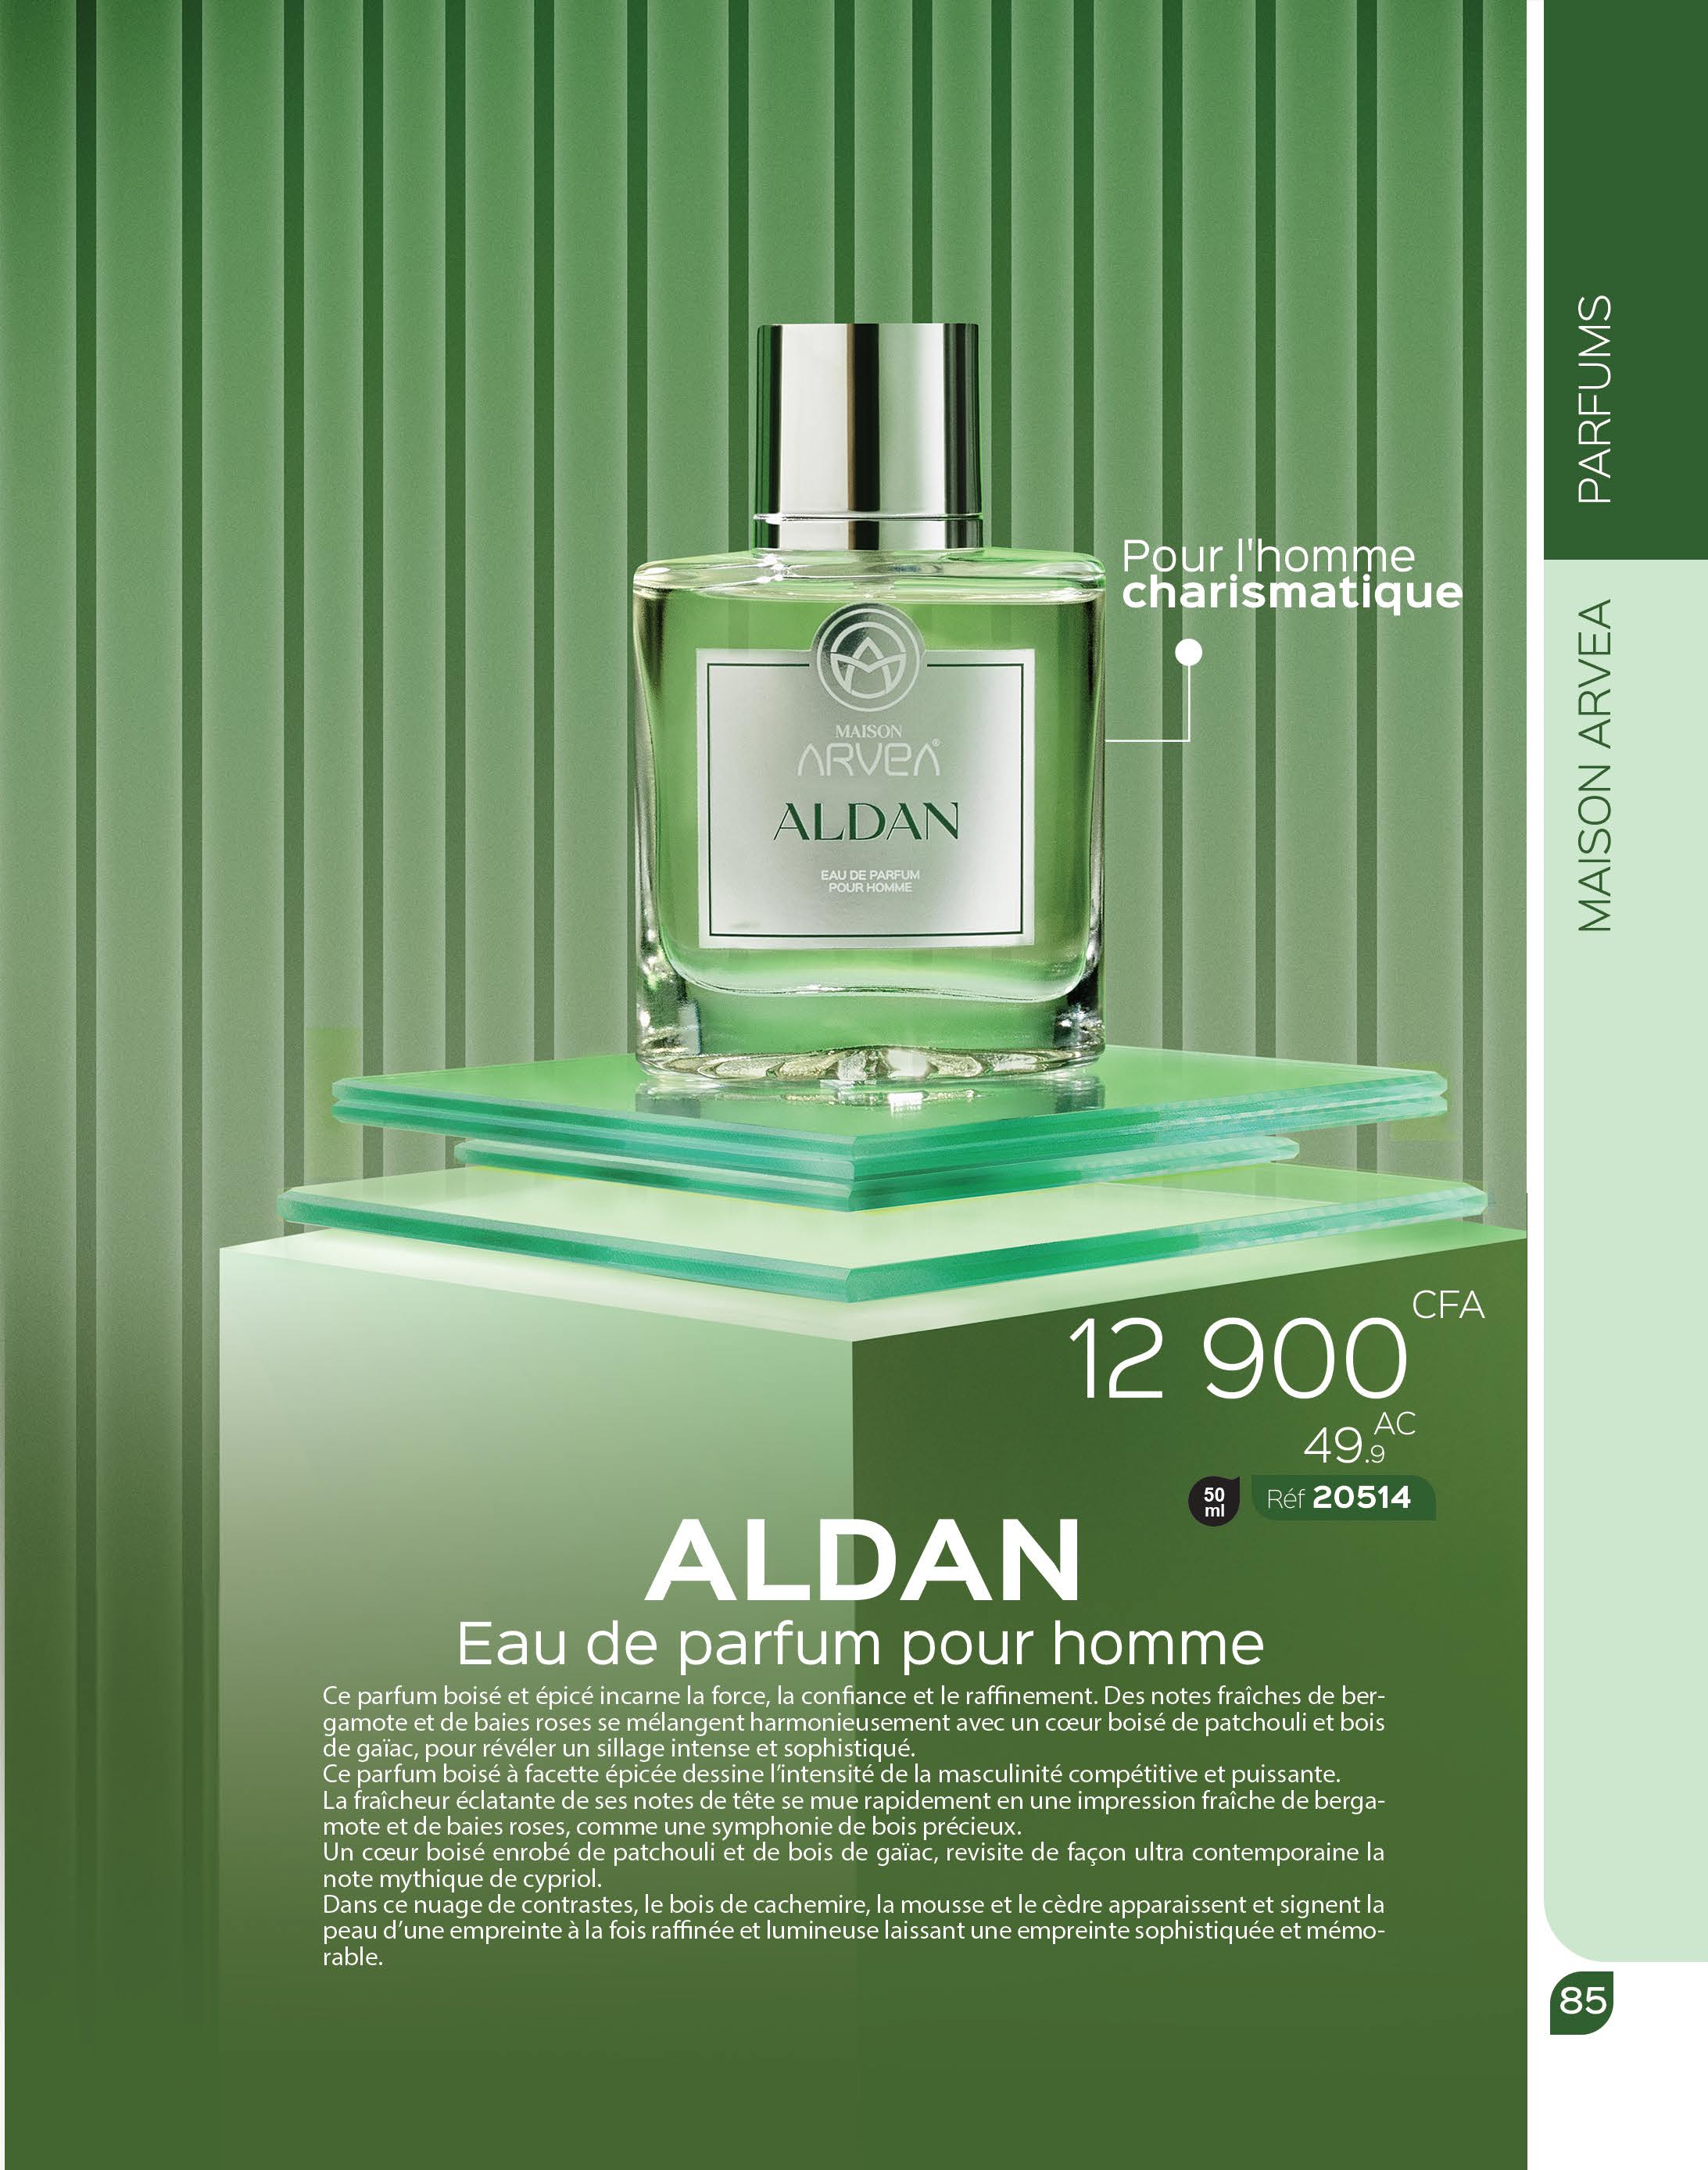 PARFUMS
MAISON ARVEA
Pour l'homme
charismatique
MAISON
ARVEA®
ALDAN
EAU DE PARFUM
POUR HOMME
12 900 CFA
49.9 AC
50
ml
Réf 20514
ALDAN
Eau de parfum pour homme
Ce parfum boisé et épicé incarne la force, la confiance et le raffinement. Des notes fraîches de ber-
gamote et de baies roses se mélangent harmonieusement avec un cœur boisé de patchouli et bois
de gaïac, pour révéler un sillage intense et sophistiqué.
Ce parfum boisé à facette épicée dessine l’intensité de la masculinité compétitive et puissante.
La fraîcheur éclatante de ses notes de tête se mue rapidement en une impression fraîche de berga-
mote et de baies roses, comme une symphonie de bois précieux.
Un cœur boisé enrobé de patchouli et de bois de gaïac, revisite de façon ultra contemporaine la
note mythique de cypriol.
Dans ce nuage de contrastes, le bois de cachemire, la mousse et le cèdre apparaissent et signent la
peau d’une empreinte à la fois raffinée et lumineuse laissant une empreinte sophistiquée et mémo-
rable.
85